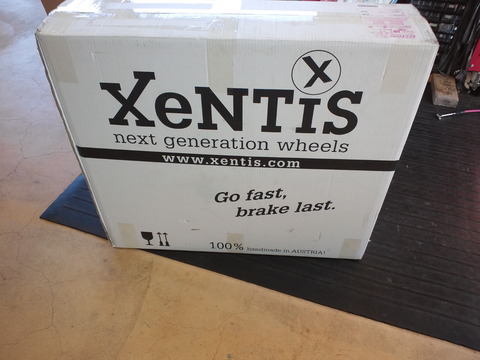 X
XeNTiS
next generation wheels
www.xentis.com
Go fast,
brake last.
100% handmade in AUSTRIA!